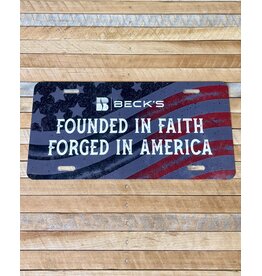 BECK'S
FOUNDED IN FAITH
FORGED IN AMERICA